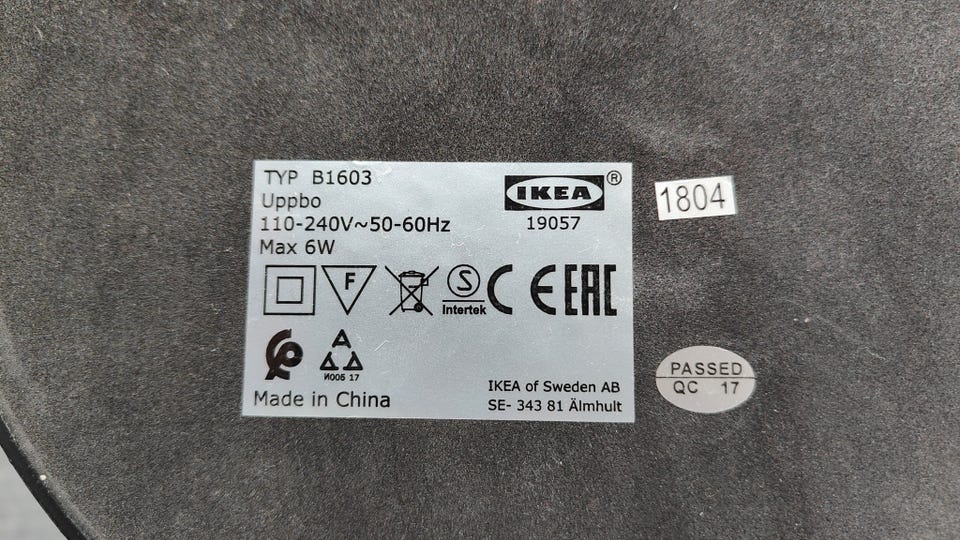 TYP B1603
Uppbo
110-240V~50-60Hz
Max 6W
IKEA®
19057
1804
F
S
Intertek
CE
EAC
И005 17
Made in China
IKEA of Sweden AB
SE- 343 81 Älmhult
PASSED
QC 17